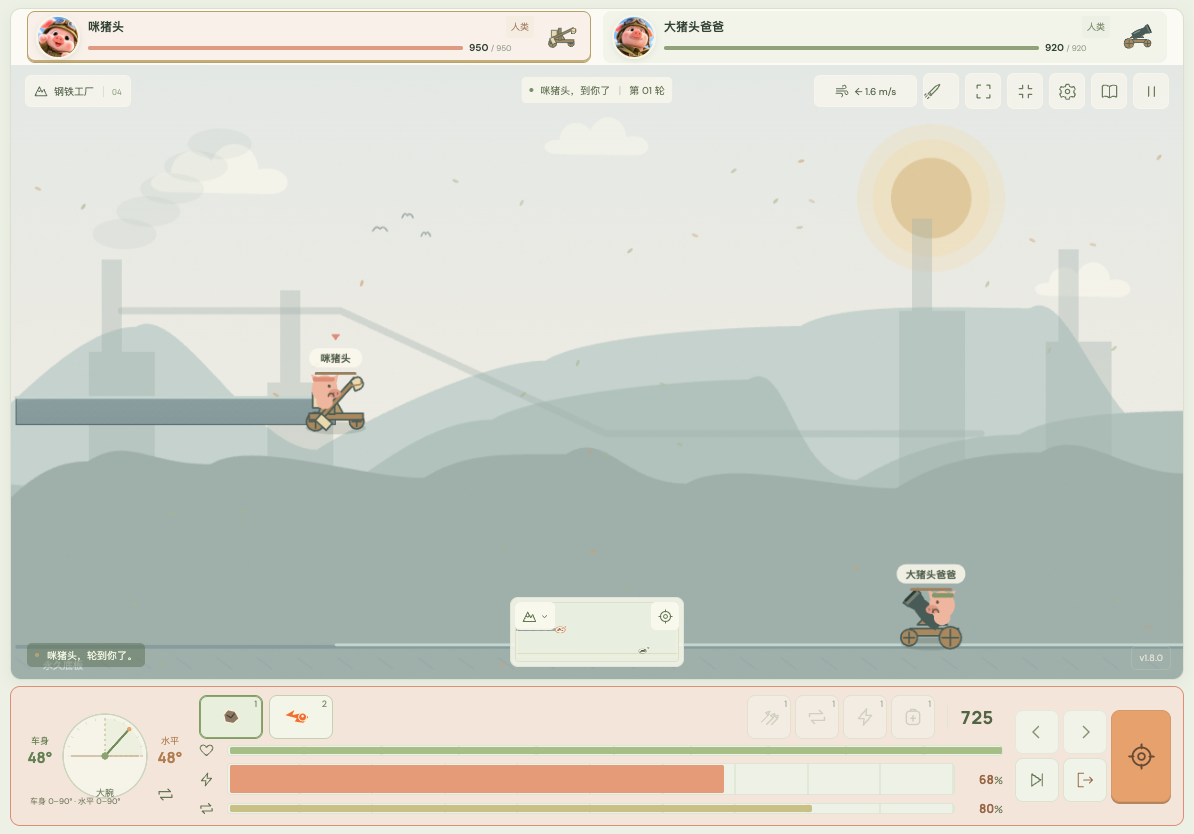 咪猪头
人类
950 / 950
大猪头爸爸
人类
920 / 920
钢铁工厂 04
咪猪头，到你了 第 01 轮
← 1.6 m/s
咪猪头
大猪头爸爸
咪猪头，轮到你了。
v1.8.0
车身
48°
水平
48°
大腕
车身 0–90° · 水平 0–90°
1
2
1
1
1
1
725
68%
80%